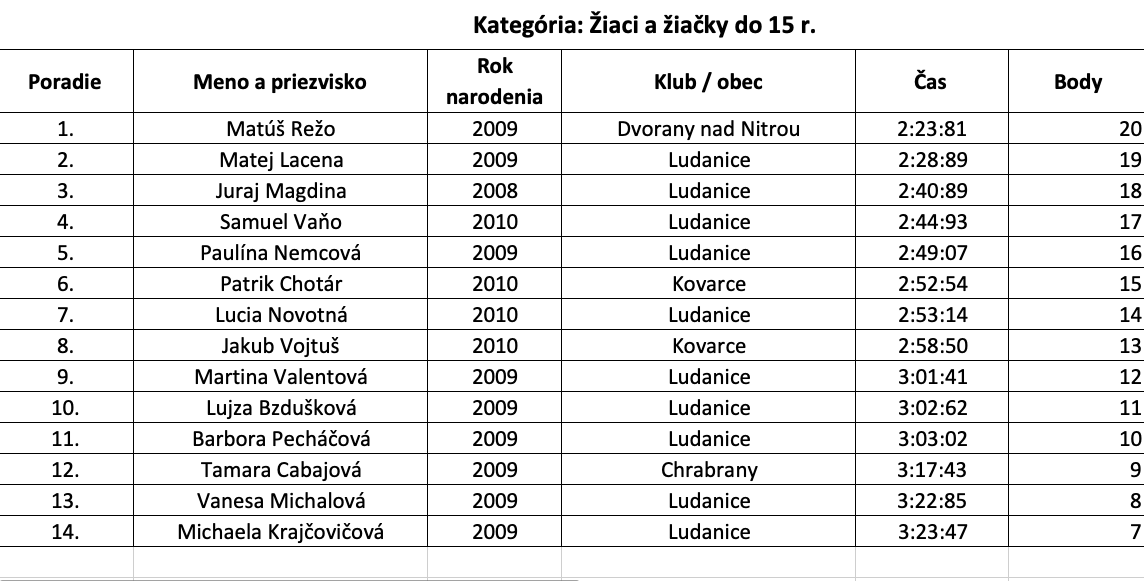 Kategória: Žiaci a žiačky do 15 r.
Poradie Meno a priezvisko Rok narodenia Klub / obec Čas Body
1. Matúš Režo 2009 Dvorany nad Nitrou 2:23:81 20
2. Matej Lacena 2009 Ludanice 2:28:89 19
3. Juraj Magdina 2008 Ludanice 2:40:89 18
4. Samuel Vaňo 2010 Ludanice 2:44:93 17
5. Paulína Nemcová 2009 Ludanice 2:49:07 16
6. Patrik Chotár 2010 Kovarce 2:52:54 15
7. Lucia Novotná 2010 Ludanice 2:53:14 14
8. Jakub Vojtuš 2010 Kovarce 2:58:50 13
9. Martina Valentová 2009 Ludanice 3:01:41 12
10. Lujza Bzdušková 2009 Ludanice 3:02:62 11
11. Barbora Pecháčová 2009 Ludanice 3:03:02 10
12. Tamara Cabajová 2009 Chrabrany 3:17:43 9
13. Vanesa Michalová 2009 Ludanice 3:22:85 8
14. Michaela Krajčovičová 2009 Ludanice 3:23:47 7